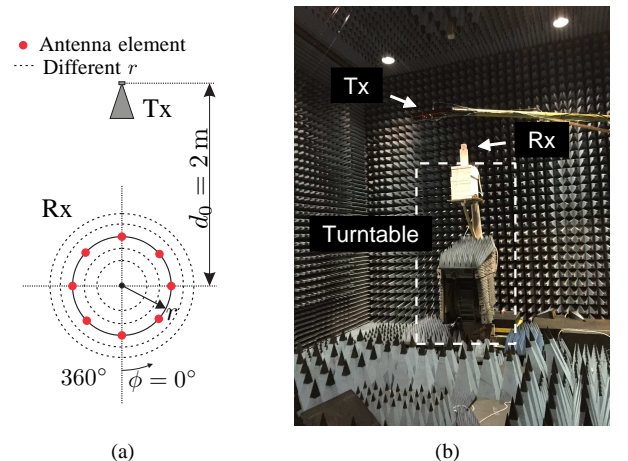 Antenna element
Different r
Tx
d₀ = 2 m
Rx
r
360° ϕ = 0°
(a)
Tx
Rx
Turntable
(b)